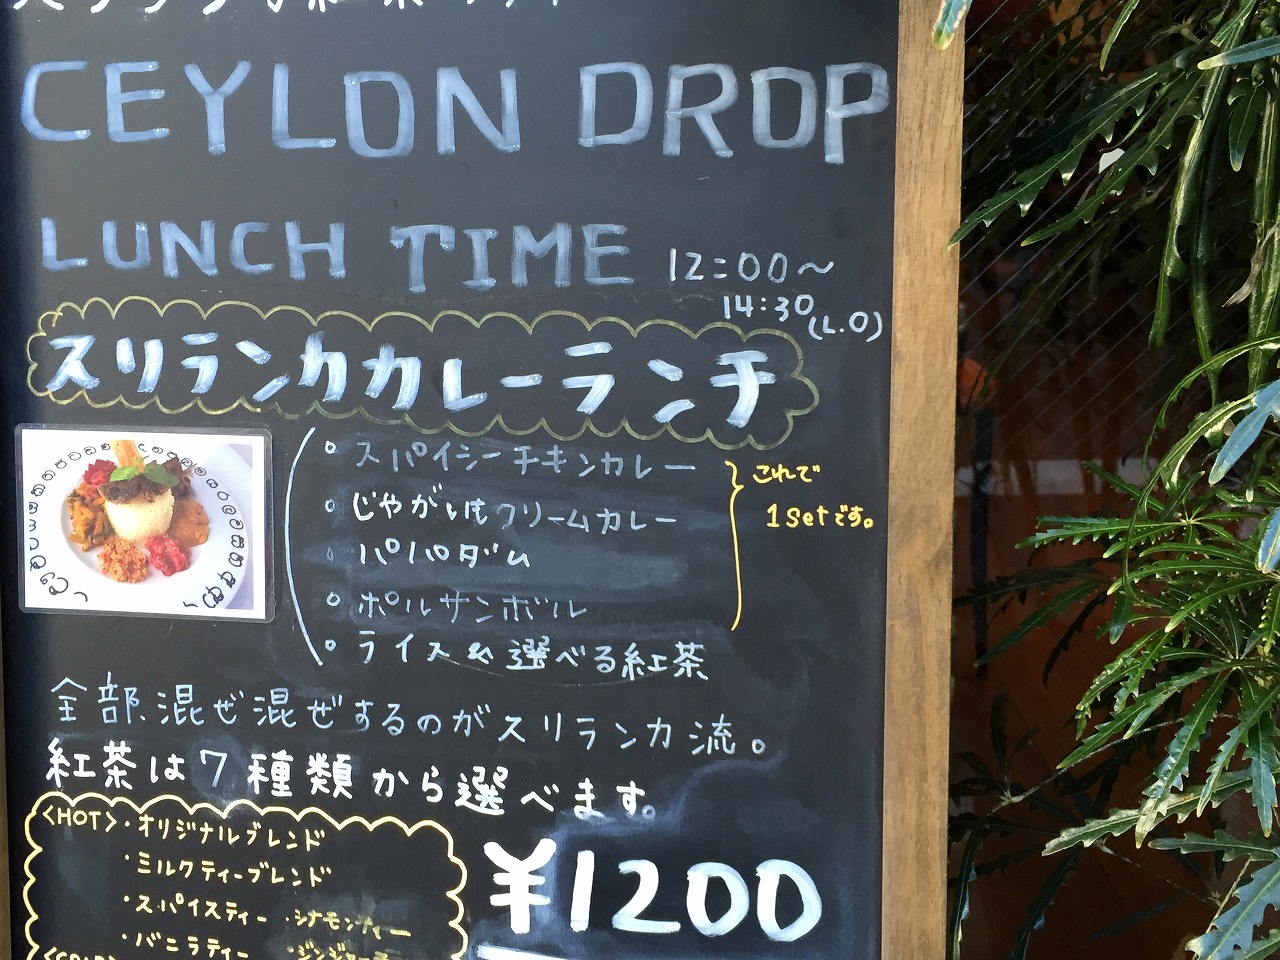 CEYLON DROP
LUNCH TIME 12:00～
14:30(L.O)
スリランカカレーランチ
。スパイシーチキンカレー
。じゃがいもクリームカレー
。パパダム
。ポルサンボル
。ライス & 選べる紅茶
これで
1setです。
全部、混ぜ混ぜするのがスリランカ流。
紅茶は7種類から選べます。
<HOT>・オリジナルブレンド
・ミルクティーブレンド
・スパイスティー ・シナモンティー
・バニラティー ・ジンジャー
¥1200